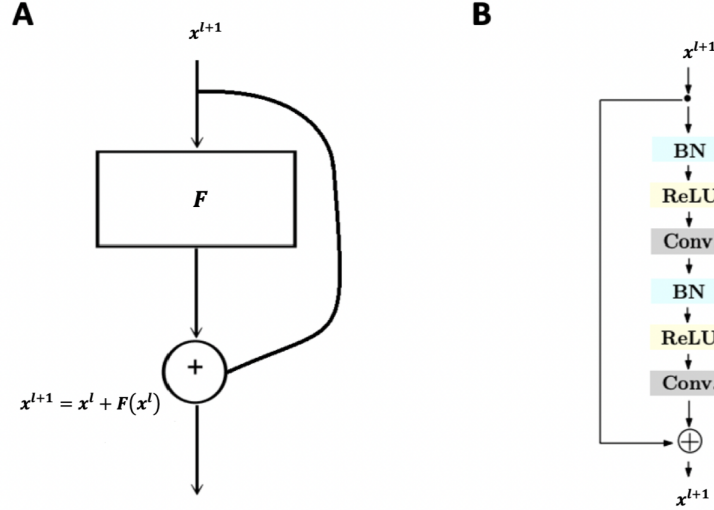 A
x^{l+1}
F
+
x^{l+1} = x^l + F(x^l)
B
x^{l+1}
BN
ReLU
Conv
BN
ReLU
Conv.
x^{l+1}